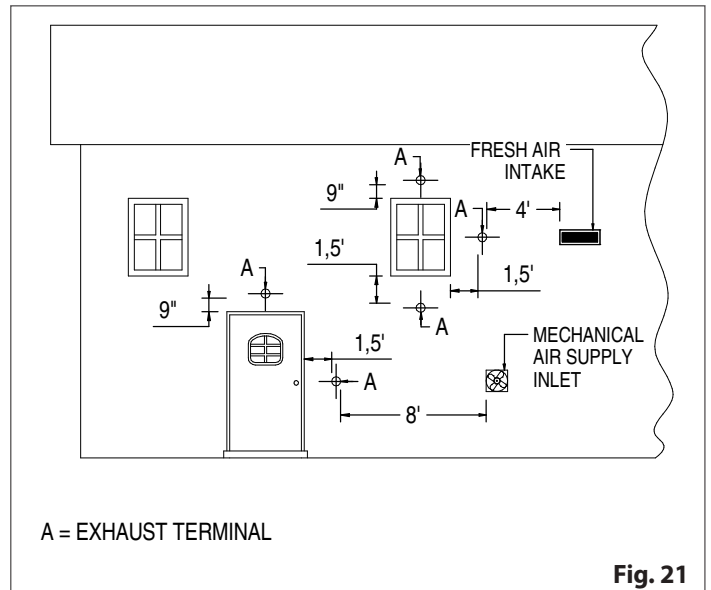 A
FRESH AIR
INTAKE
9"
A
4'
1,5'
1,5'
A
9"
A
1,5'
A
MECHANICAL
AIR SUPPLY
INLET
8'
A = EXHAUST TERMINAL
Fig. 21